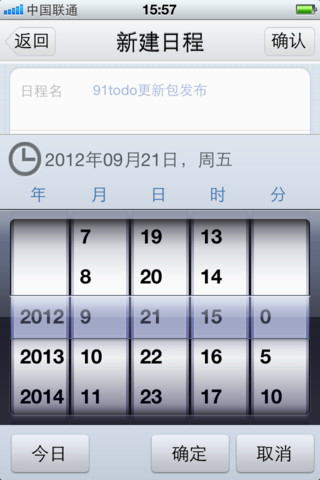 中国联通 15:57
返回 新建日程 确认
日程名 91todo更新包发布
2012年09月21日，周五
年 月 日 时 分
7 19 13
8 20 14
2012 9 21 15 0
2013 10 22 16 5
2014 11 23 17 10
今日 确定 取消